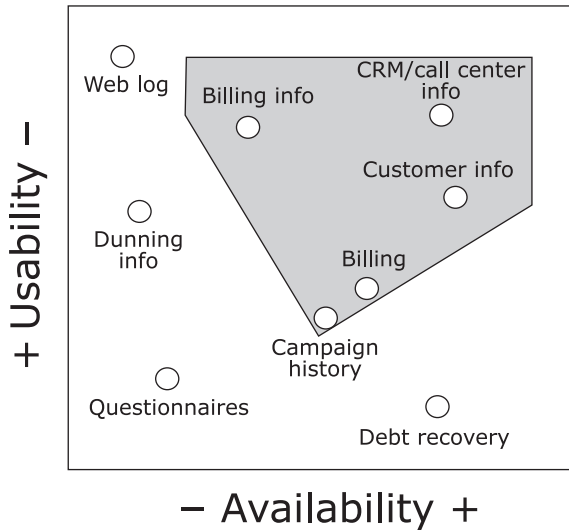 Web log
CRM/call center
info
Billing info
Customer info
Dunning
info
Billing
Campaign
history
Questionnaires
Debt recovery
+ Usability −
− Availability +